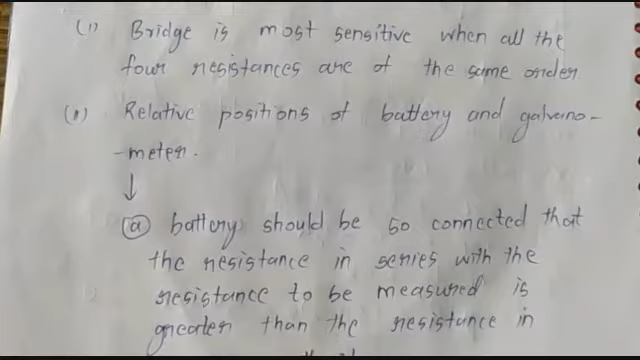 (1) Bridge is most sensitive when all the
four resistances are of the same order
(11) Relative positions of battery and galvano-
-meter.
↓
(a) battery should be so connected that
the resistance in series with the
resistance to be measured is
greater than the resistance in